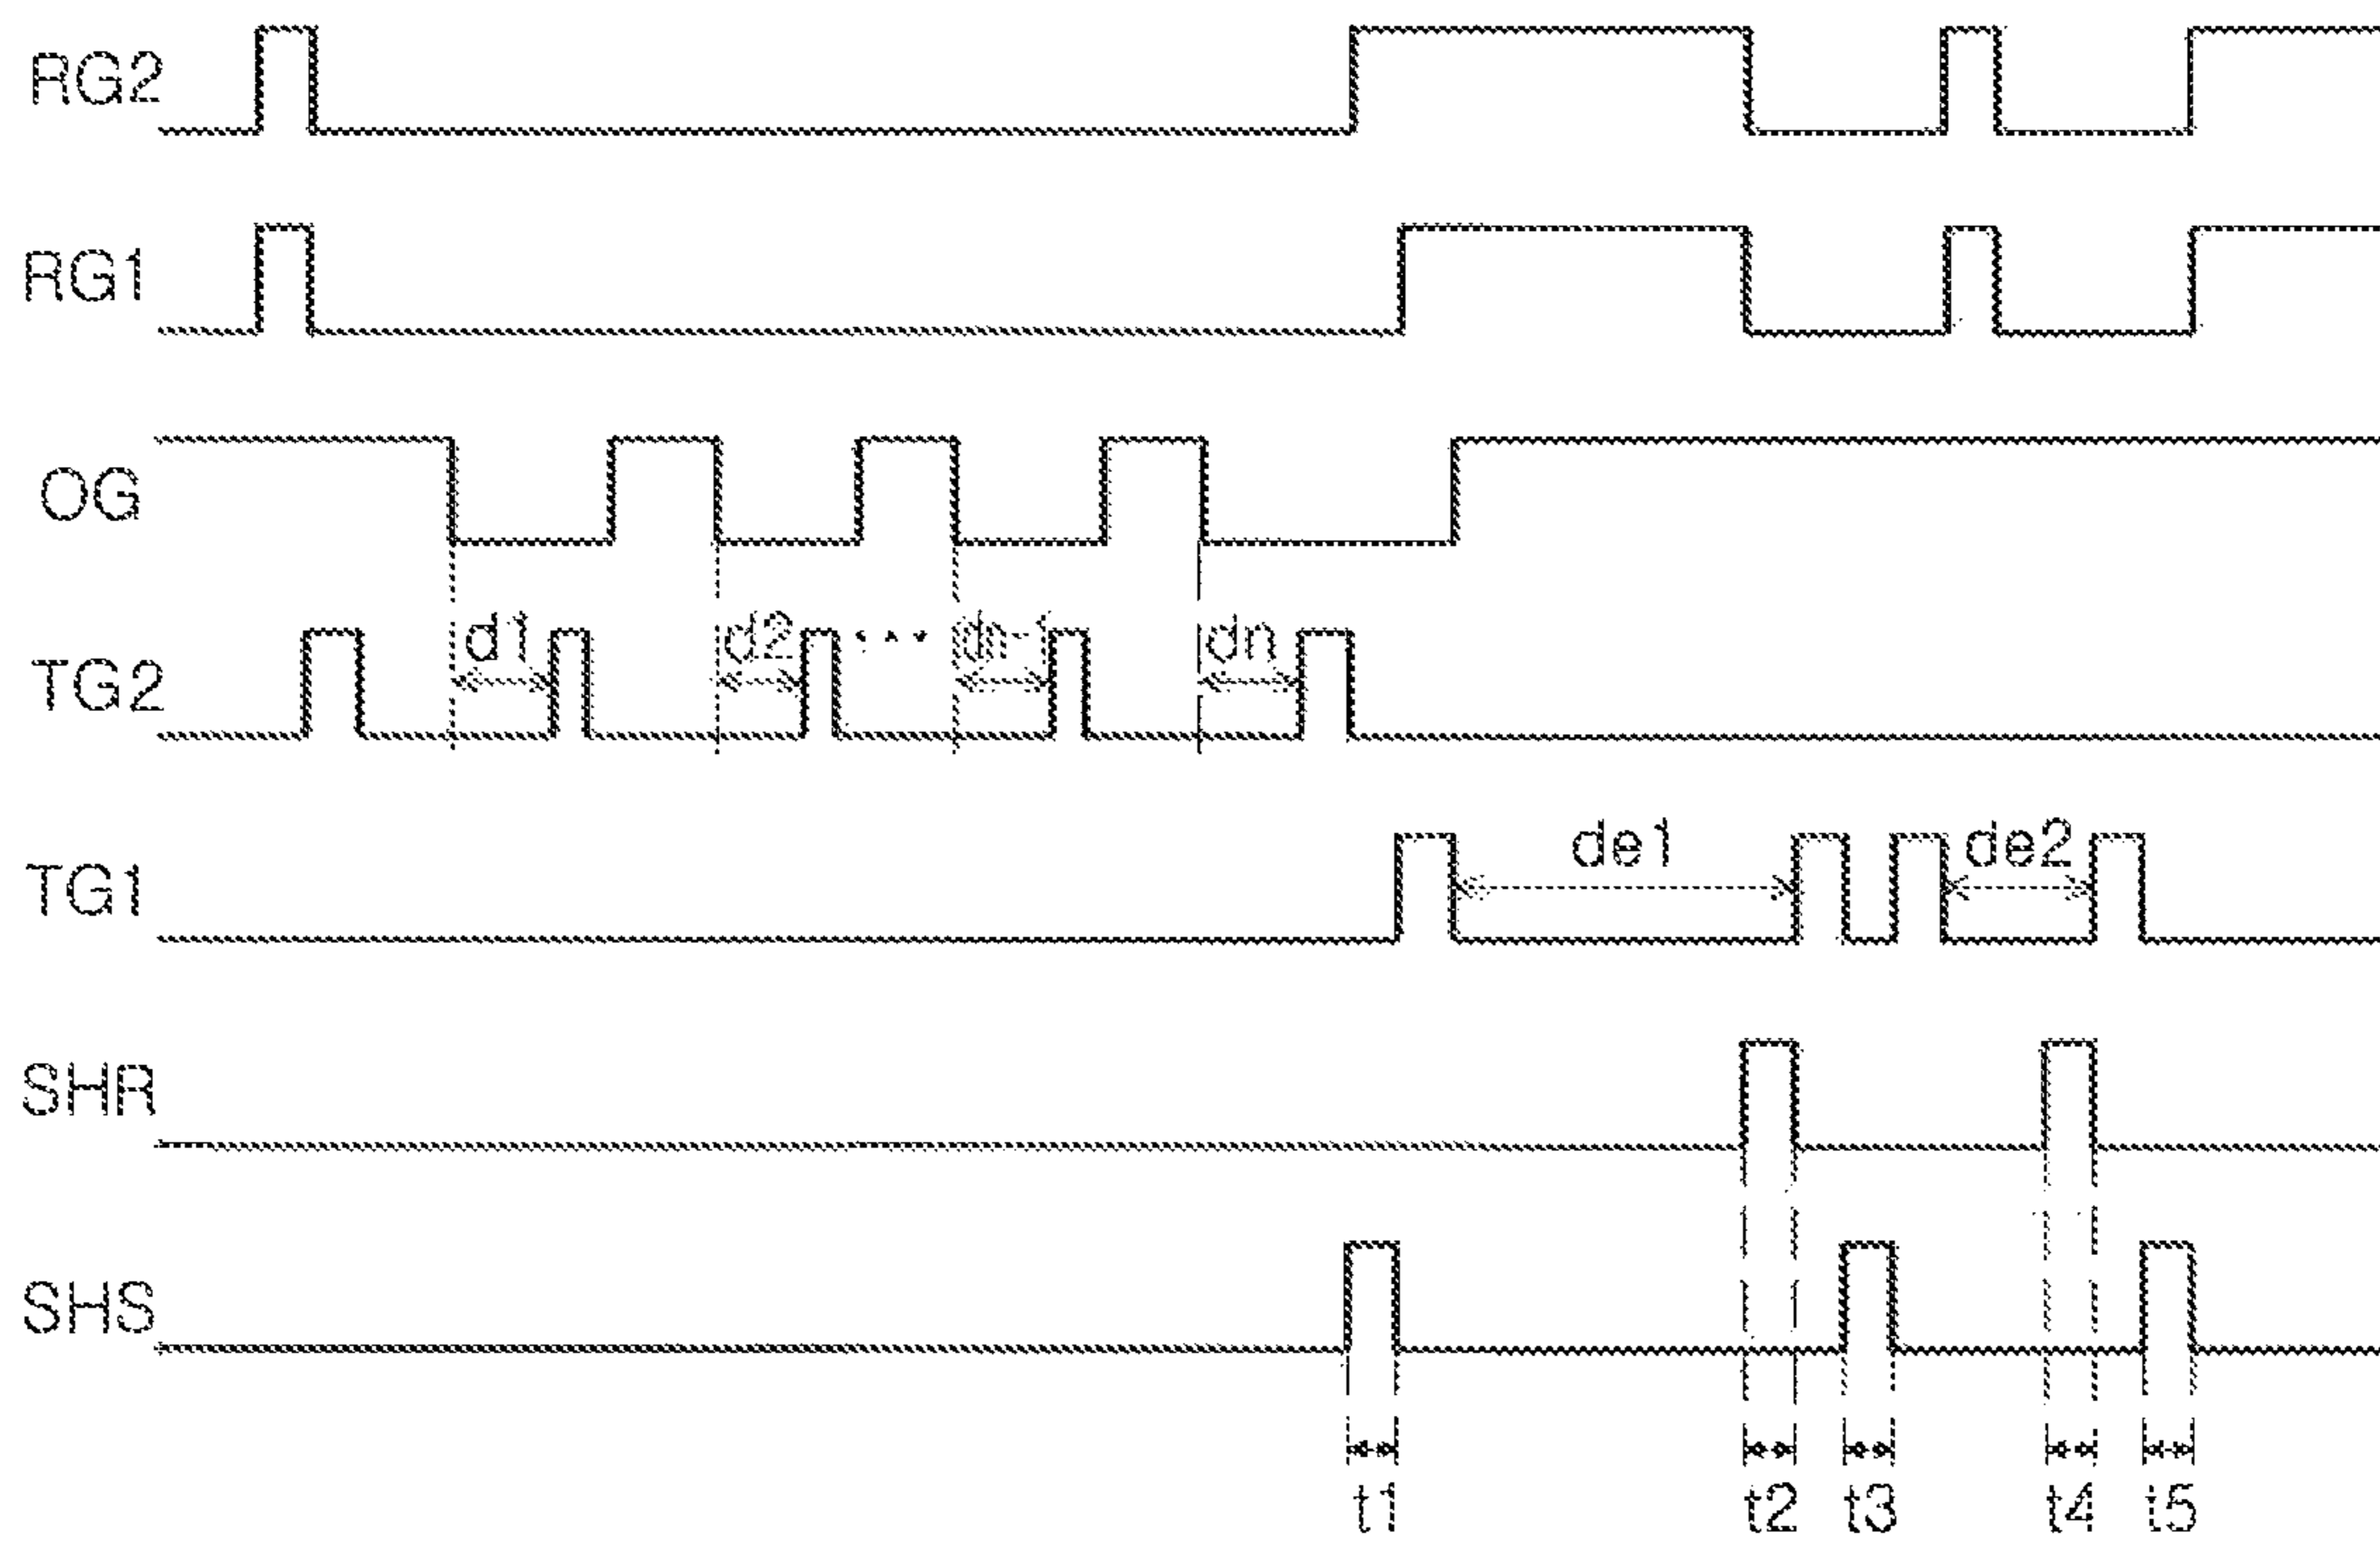 RG2
RG1
OG
d1 d2 ... dn-1 dn
TG2
de1 de2
TG1
SHR
SHS
t1 t2 t3 t4 t5